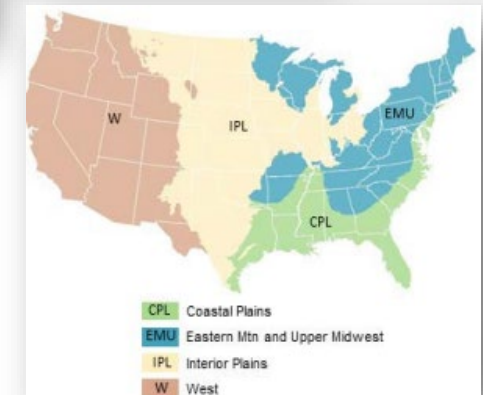 W
IPL
EMU
CPL
CPL Coastal Plains
EMU Eastern Mtn and Upper Midwest
IPL Interior Plains
W West